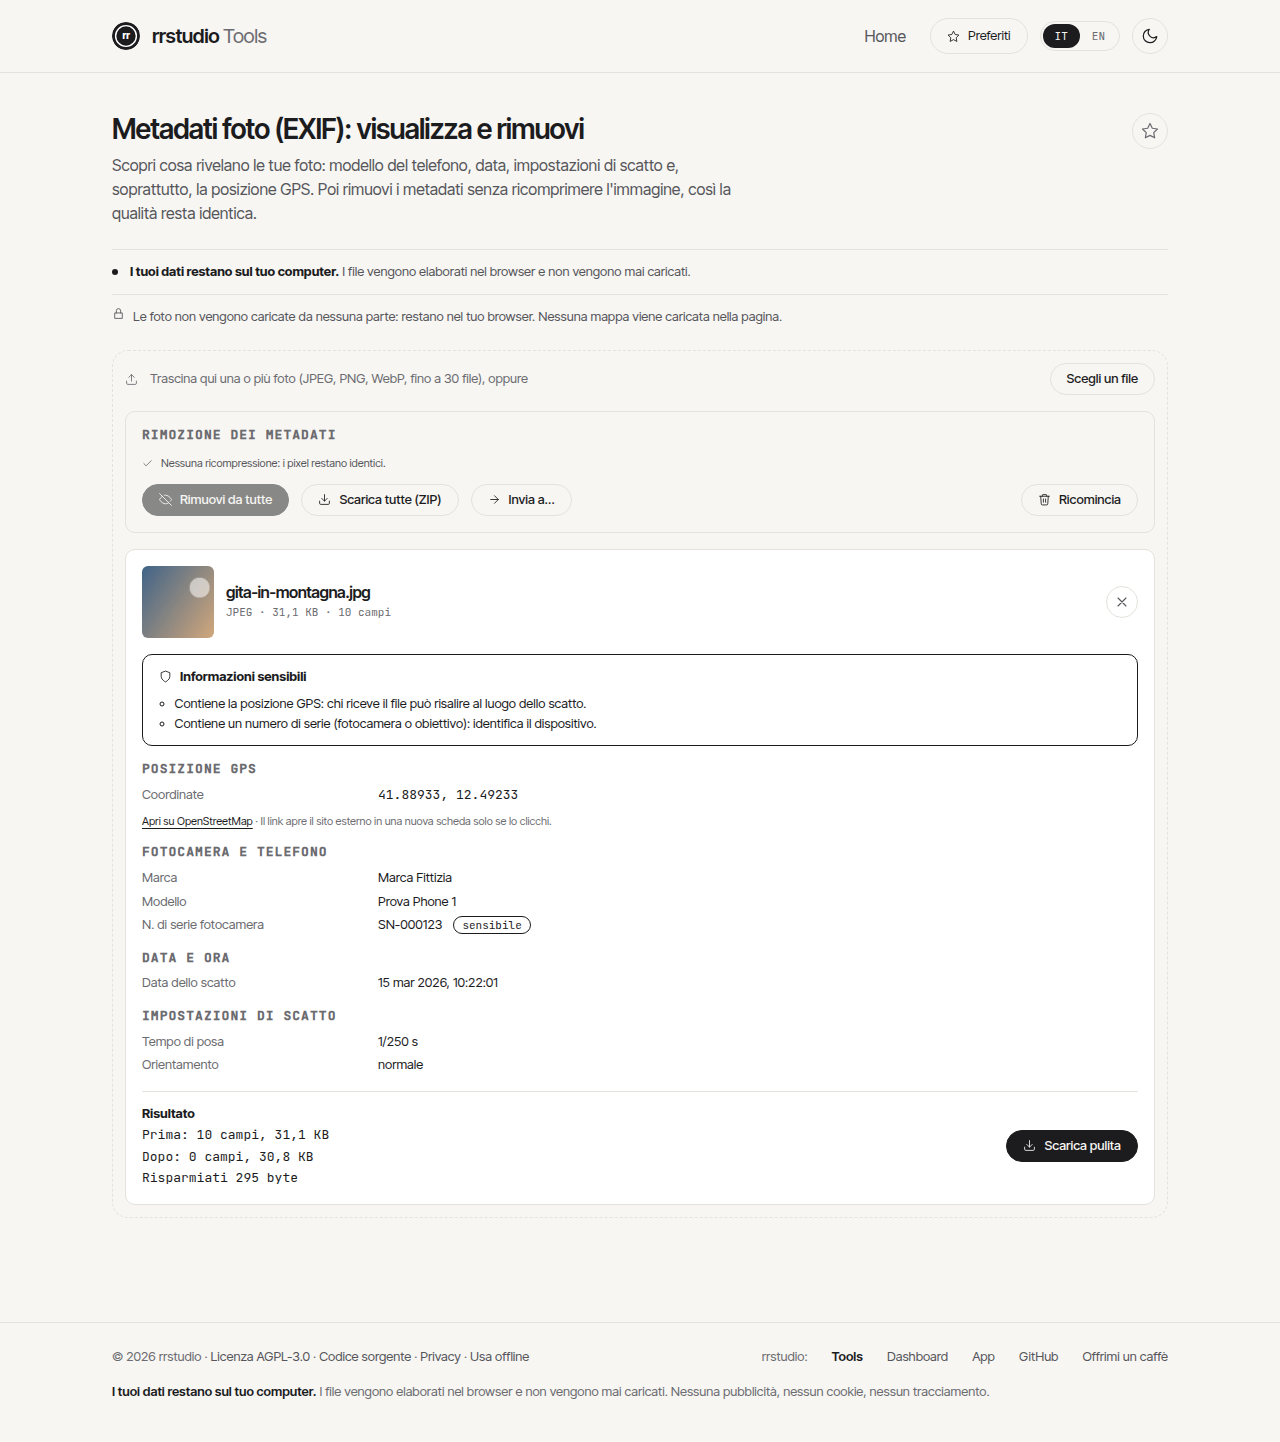 rr rrstudio Tools
Home
Preferiti
IT EN
Metadati foto (EXIF): visualizza e rimuovi
Scopri cosa rivelano le tue foto: modello del telefono, data, impostazioni di scatto e,
soprattutto, la posizione GPS. Poi rimuovi i metadati senza ricomprimere l'immagine, così la
qualità resta identica.
I tuoi dati restano sul tuo computer. I file vengono elaborati nel browser e non vengono mai caricati.
Le foto non vengono caricate da nessuna parte: restano nel tuo browser. Nessuna mappa viene caricata nella pagina.
Trascina qui una o più foto (JPEG, PNG, WebP, fino a 30 file), oppure
Scegli un file
RIMOZIONE DEI METADATI
Nessuna ricompressione: i pixel restano identici.
Rimuovi da tutte
Scarica tutte (ZIP)
Invia a...
Ricomincia
gita-in-montagna.jpg
JPEG · 31,1 KB · 10 campi
Informazioni sensibili
Contiene la posizione GPS: chi riceve il file può risalire al luogo dello scatto.
Contiene un numero di serie (fotocamera o obiettivo): identifica il dispositivo.
POSIZIONE GPS
Coordinate 41.88933, 12.49233
Apri su OpenStreetMap · Il link apre il sito esterno in una nuova scheda solo se lo clicchi.
FOTOCAMERA E TELEFONO
Marca Marca Fittizia
Modello Prova Phone 1
N. di serie fotocamera SN-000123 sensibile
DATA E ORA
Data dello scatto 15 mar 2026, 10:22:01
IMPOSTAZIONI DI SCATTO
Tempo di posa 1/250 s
Orientamento normale
Risultato
Prima: 10 campi, 31,1 KB
Dopo: 0 campi, 30,8 KB
Risparmiati 295 byte
Scarica pulita
© 2026 rrstudio · Licenza AGPL-3.0 · Codice sorgente · Privacy · Usa offline
rrstudio: Tools Dashboard App GitHub Offrimi un caffè
I tuoi dati restano sul tuo computer. I file vengono elaborati nel browser e non vengono mai caricati. Nessuna pubblicità, nessun cookie, nessun tracciamento.